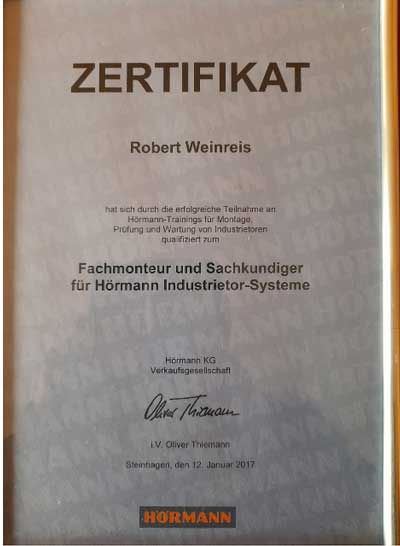 ZERTIFIKAT
Robert Weinreis
hat sich durch die erfolgreiche Teilnahme an
Hörmann-Trainings für Montage,
Prüfung und Wartung von Industrietoren
qualifiziert zum
Fachmonteur und Sachkundiger
für Hörmann Industrietor-Systeme
Hörmann KG
Verkaufsgesellschaft
Oliver Thiemann
i.V. Oliver Thiemann
Steinhagen, den 12. Januar 2017
HÖRMANN